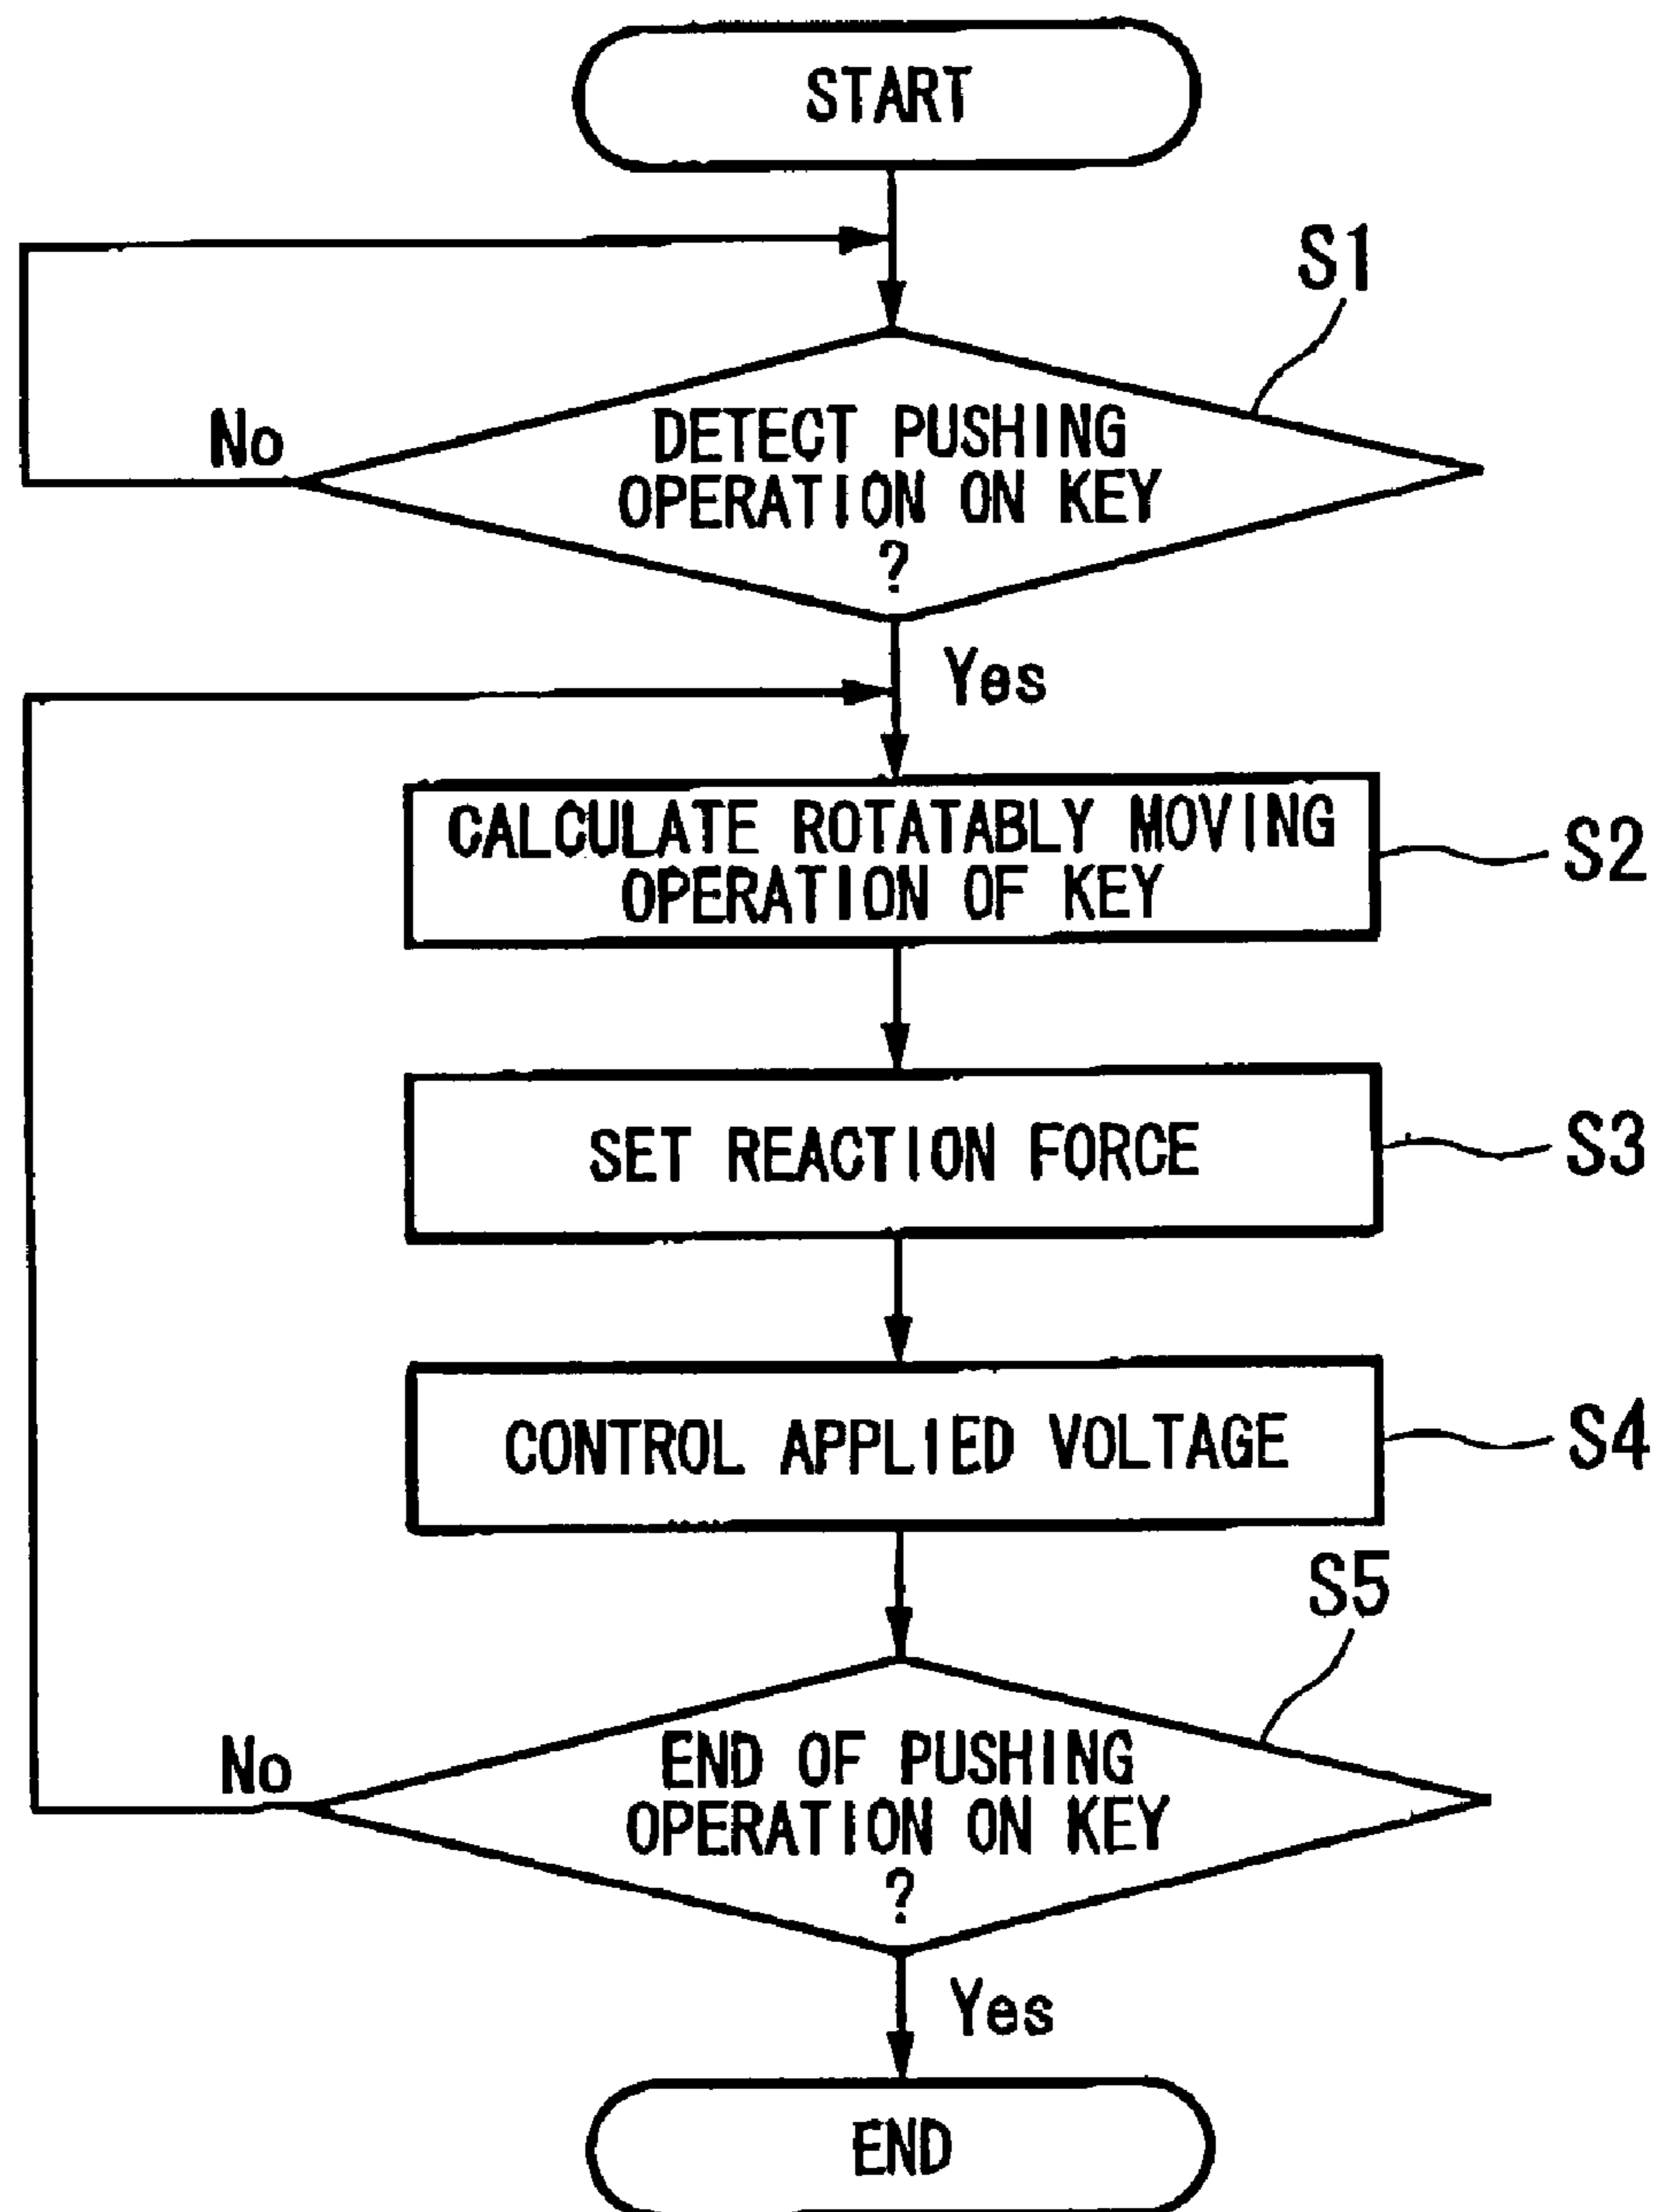 START
S1
No
DETECT PUSHING
OPERATION ON KEY
?
Yes
CALCULATE ROTATABLY MOVING
OPERATION OF KEY
S2
SET REACTION FORCE
S3
CONTROL APPLIED VOLTAGE
S4
S5
No
END OF PUSHING
OPERATION ON KEY
?
Yes
END